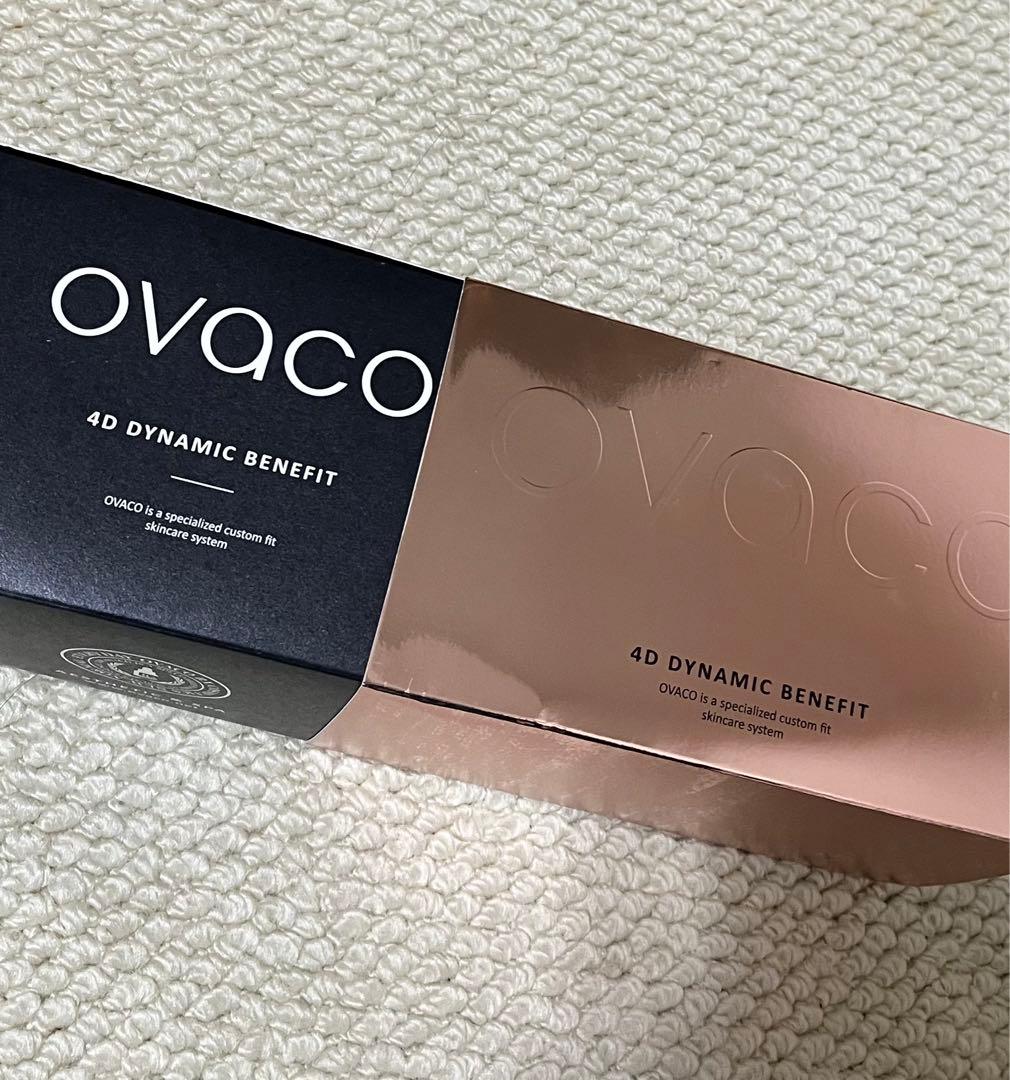 ovaco
4D DYNAMIC BENEFIT
OVACO is a specialized custom fit
skincare system
ovaco
4D DYNAMIC BENEFIT
OVACO is a specialized custom fit
skincare system